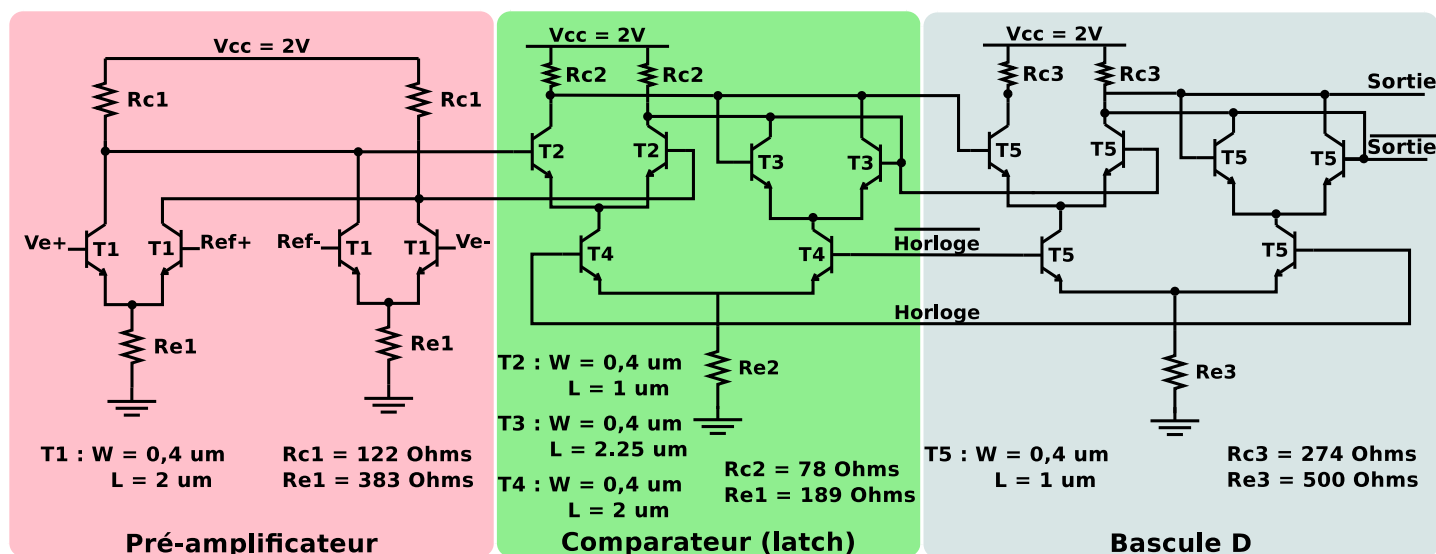 Vcc = 2V
Rc1
Rc1
Ve+
T1
T1
Ref+
Ref-
T1
T1
Ve-
Re1
Re1
T1 : W = 0,4 um
L = 2 um
Rc1 = 122 Ohms
Re1 = 383 Ohms
Pré-amplificateur
Vcc = 2V
Rc2
Rc2
T2
T2
T3
T3
T4
T4
Horloge
Horloge
Re2
T2 : W = 0,4 um
L = 1 um
T3 : W = 0,4 um
L = 2.25 um
T4 : W = 0,4 um
L = 2 um
Rc2 = 78 Ohms
Re1 = 189 Ohms
Comparateur (latch)
Vcc = 2V
Rc3
Rc3
Sortie
Sortie
T5
T5
T5
T5
T5
T5
Re3
T5 : W = 0,4 um
L = 1 um
Rc3 = 274 Ohms
Re3 = 500 Ohms
Bascule D